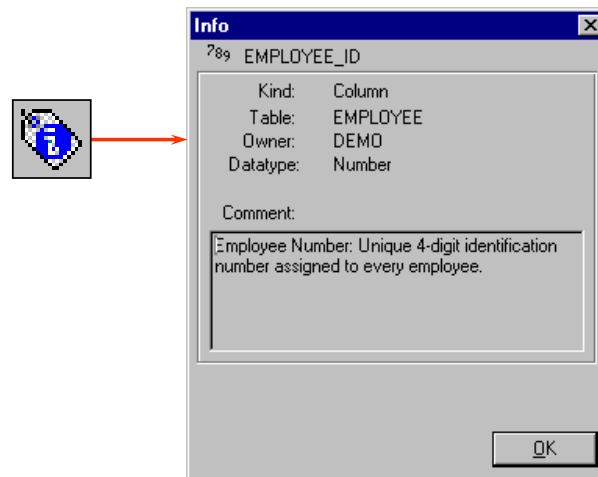 Info
789 EMPLOYEE_ID
Kind: Column
Table: EMPLOYEE
Owner: DEMO
Datatype: Number
Comment:
Employee Number: Unique 4-digit identification
number assigned to every employee.
OK